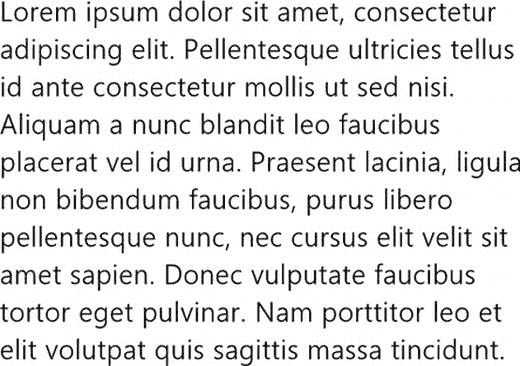 Lorem ipsum dolor sit amet, consectetur
adipiscing elit. Pellentesque ultricies tellus
id ante consectetur mollis ut sed nisi.
Aliquam a nunc blandit leo faucibus
placerat vel id urna. Praesent lacinia, ligula
non bibendum faucibus, purus libero
pellentesque nunc, nec cursus elit velit sit
amet sapien. Donec vulputate faucibus
tortor eget pulvinar. Nam porttitor leo et
elit volutpat quis sagittis massa tincidunt.